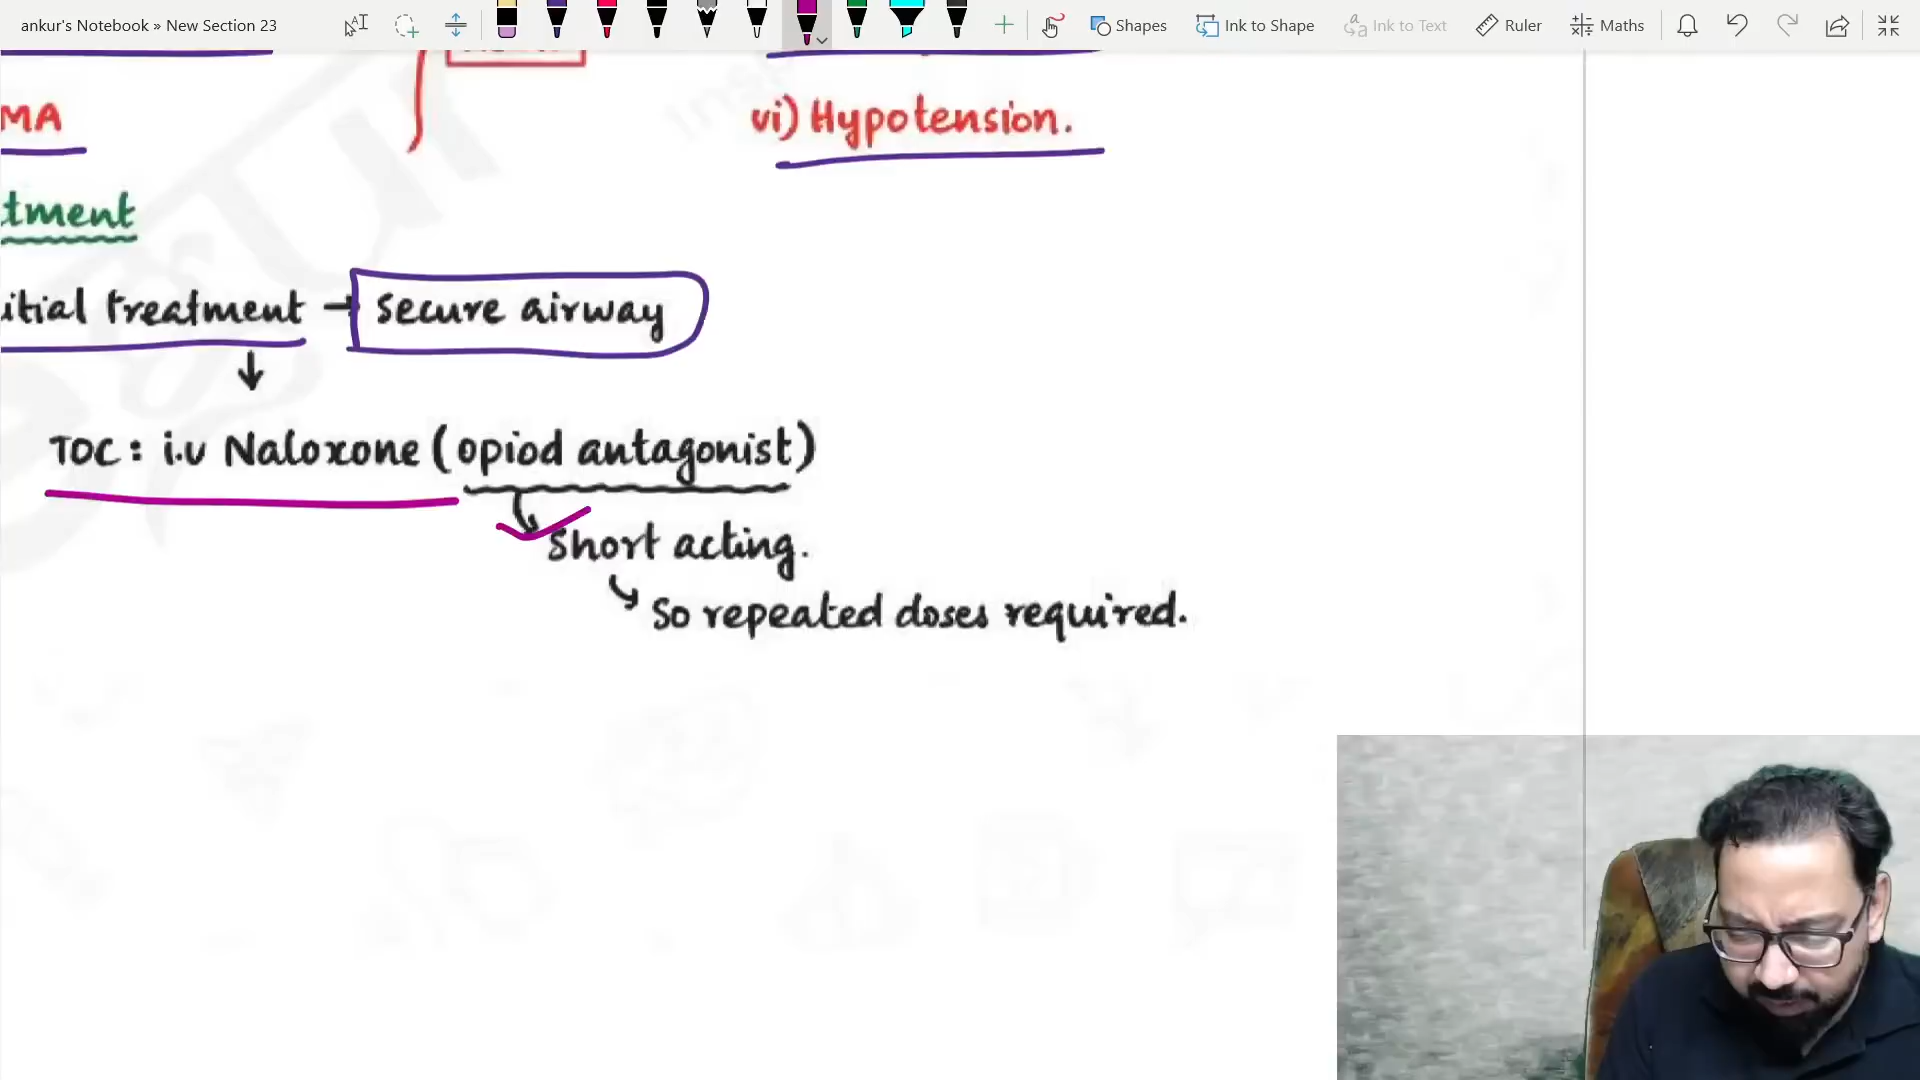 ankur's Notebook » New Section 23
Shapes
Ink to Shape
Ink to Text
Ruler
Maths
MA
vi) Hypotension.
tment
itial treatment → secure airway
↓
TOC: i.v Naloxone (opiod antagonist)
short acting.
So repeated doses required.